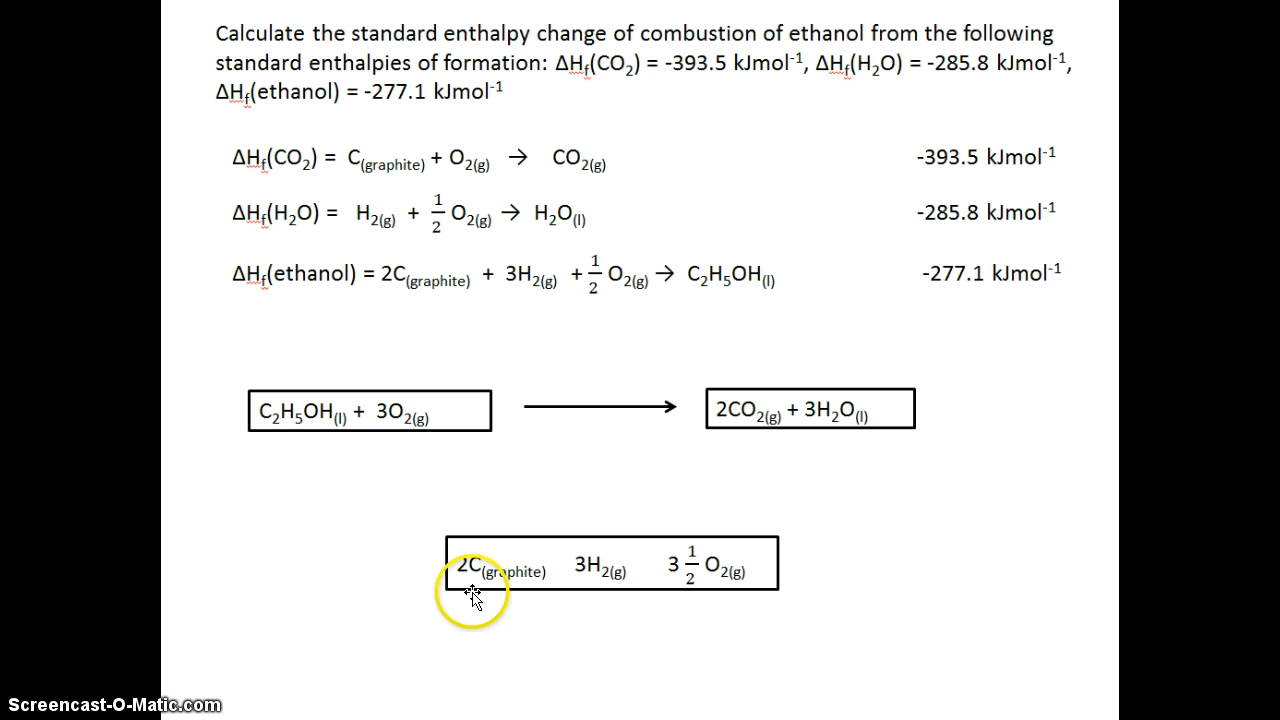 Calculate the standard enthalpy change of combustion of ethanol from the following
standard enthalpies of formation: ΔHf(CO₂) = -393.5 kJmol⁻¹, ΔHf(H₂O) = -285.8 kJmol⁻¹,
ΔHf(ethanol) = -277.1 kJmol⁻¹
ΔHf(CO₂) = C(graphite) + O₂(g) → CO₂(g) -393.5 kJmol⁻¹
ΔHf(H₂O) = H₂(g) + 1/2 O₂(g) → H₂O(l) -285.8 kJmol⁻¹
ΔHf(ethanol) = 2C(graphite) + 3H₂(g) + 1/2 O₂(g) → C₂H₅OH(l) -277.1 kJmol⁻¹
C₂H₅OH(l) + 3O₂(g) → 2CO₂(g) + 3H₂O(l)
2C(graphite) 3H₂(g) 3 1/2 O₂(g)
Screencast-O-Matic.com